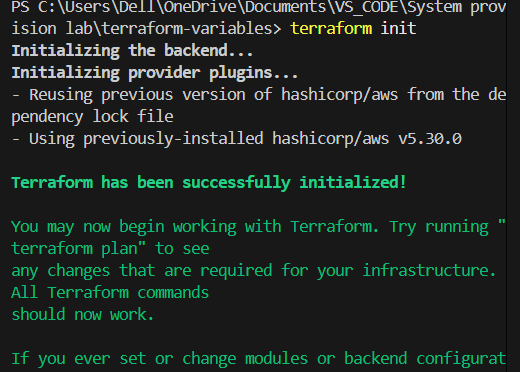 PS C:\Users\Dell\OneDrive\Documents\VS_CODE\System prov
ision lab\terraform-variables> terraform init
Initializing the backend...
Initializing provider plugins...
- Reusing previous version of hashicorp/aws from the de
pendency lock file
- Using previously-installed hashicorp/aws v5.30.0
Terraform has been successfully initialized!
You may now begin working with Terraform. Try running "
terraform plan" to see
any changes that are required for your infrastructure.
All Terraform commands
should now work.
If you ever set or change modules or backend configurat